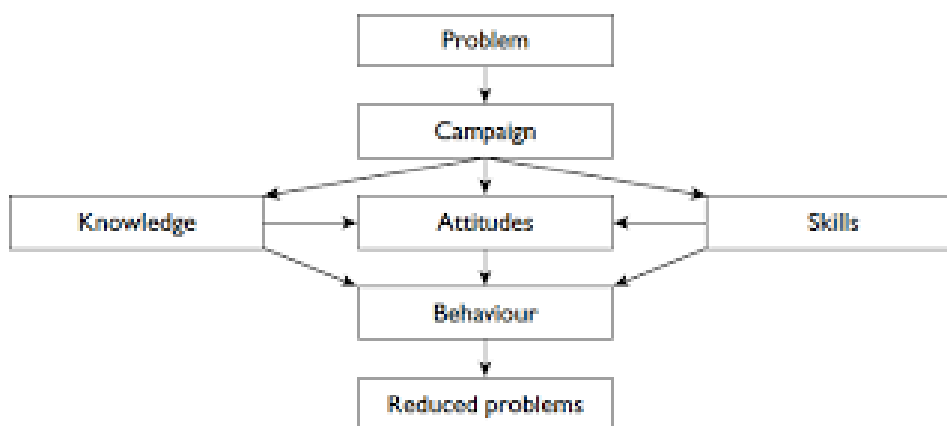 Problem
Campaign
Knowledge
Attitudes
Skills
Behaviour
Reduced problems